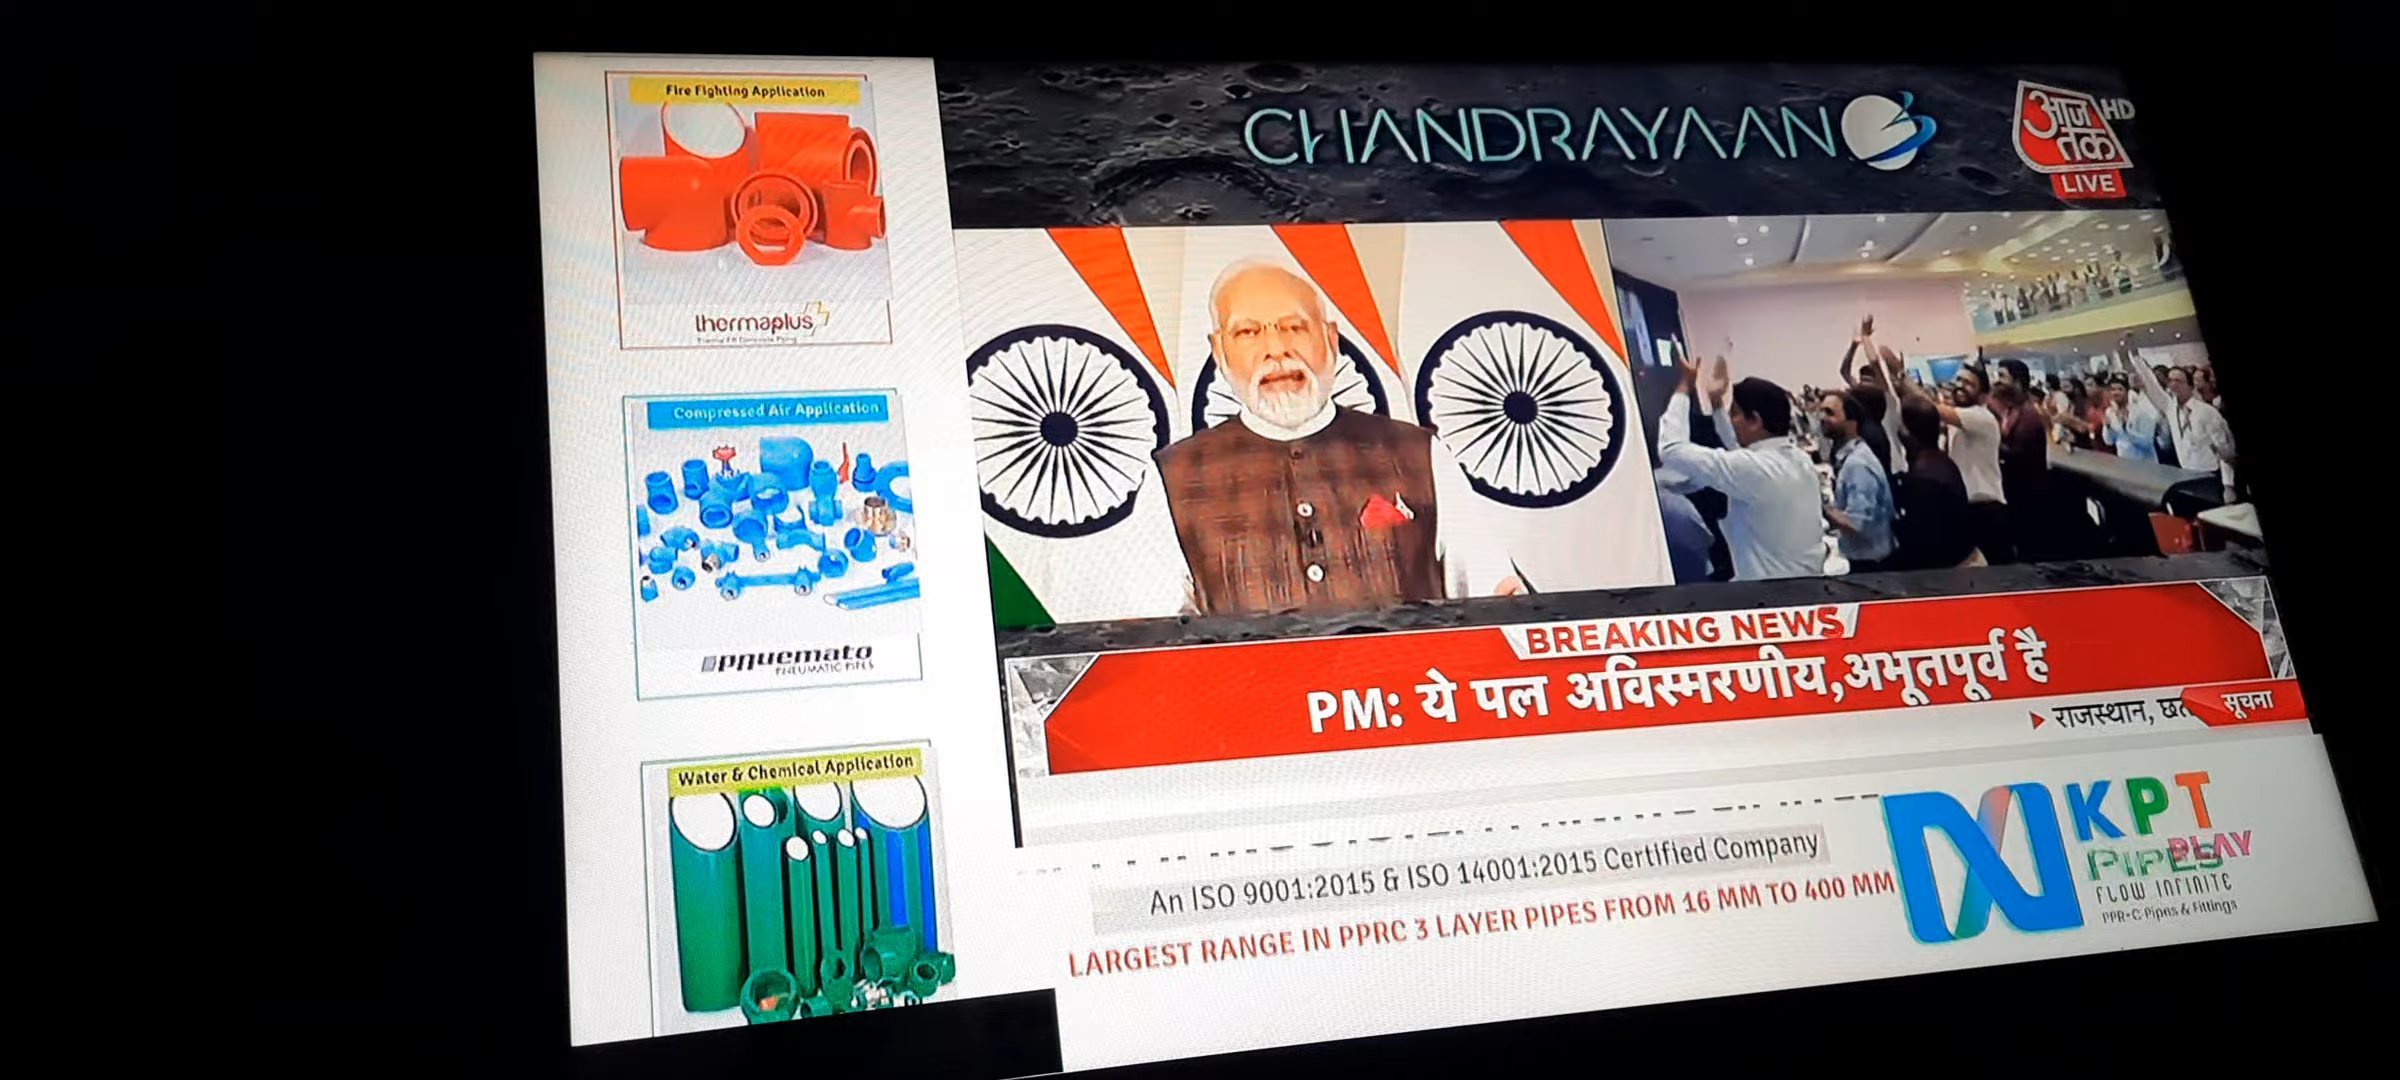 Fire Fighting Application
thermaplus
Compressed Air Application
pnuemato
PNEUMATIC PIPES
Water & Chemical Application
CHANDRAYAAN 3
आज तक HD
LIVE
BREAKING NEWS
PM: ये पल अविस्मरणीय,अभूतपूर्व है
राजस्थान, छत
सूचना
An ISO 9001:2015 & ISO 14001:2015 Certified Company
LARGEST RANGE IN PPRC 3 LAYER PIPES FROM 16 MM TO 400 MM
KPT
PIPES
PLAY
FLOW INFINITE
PPR-C Pipes & Fittings